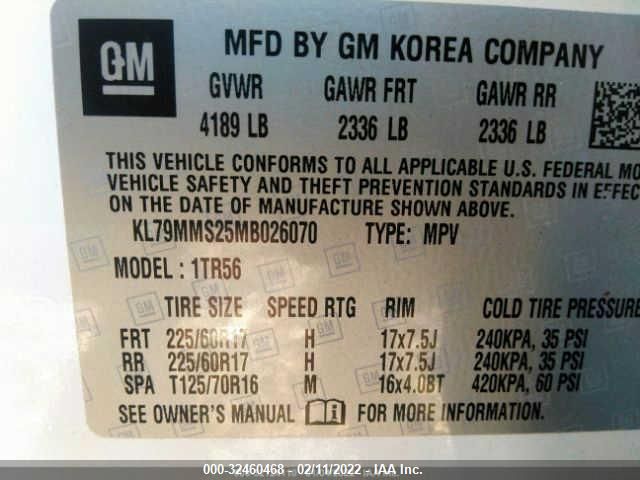 GM MFD BY GM KOREA COMPANY
GVWR GAWR FRT GAWR RR
4189 LB 2336 LB 2336 LB
THIS VEHICLE CONFORMS TO ALL APPLICABLE U.S. FEDERAL MO
VEHICLE SAFETY AND THEFT PREVENTION STANDARDS IN EFFEC
ON THE DATE OF MANUFACTURE SHOWN ABOVE.
KL79MMS25MB026070 TYPE: MPV
MODEL : 1TR56
TIRE SIZE SPEED RTG RIM COLD TIRE PRESSURE
FRT 225/60R17 H 17x7.5J 240KPA, 35 PSI
RR 225/60R17 H 17x7.5J 240KPA, 35 PSI
SPA T125/70R16 M 16x4.0BT 420KPA, 60 PSI
SEE OWNER'S MANUAL FOR MORE INFORMATION.
000-32460468 - 02/11/2022 - IAA Inc.